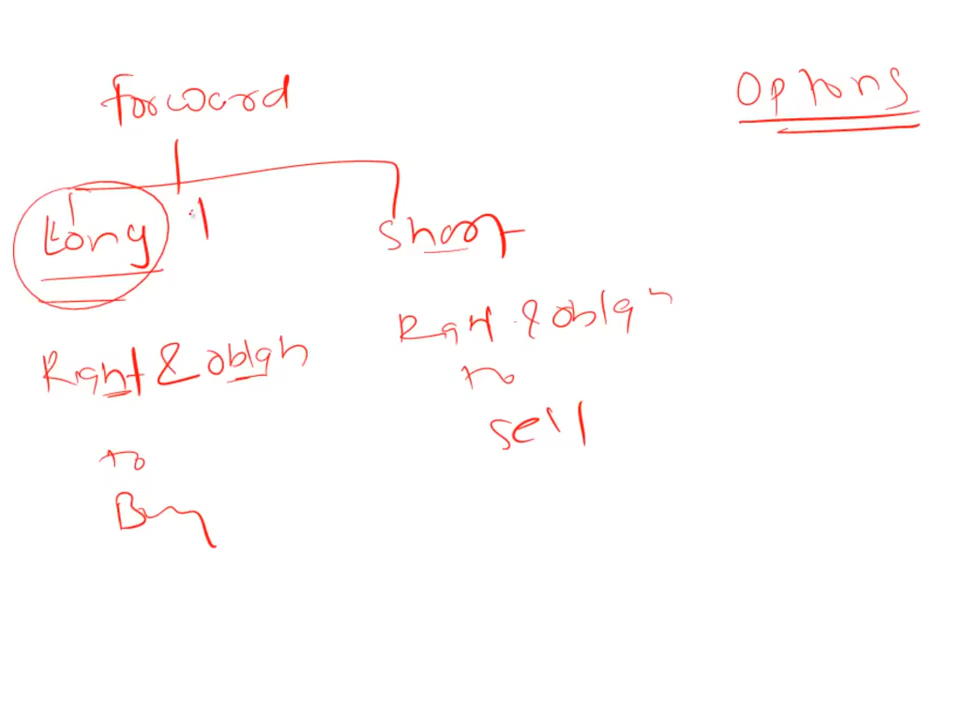 Forward
Options
Long
Short
Right & oblgn
Right & oblgn
to
Sell
to
Buy